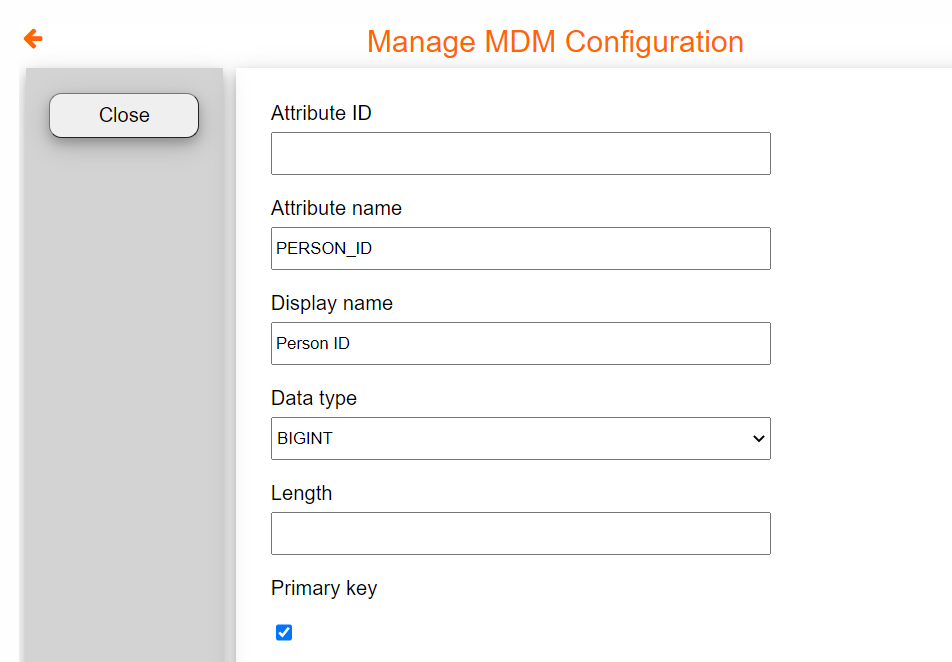 Manage MDM Configuration
Close
Attribute ID
Attribute name
PERSON_ID
Display name
Person ID
Data type
BIGINT
Length
Primary key